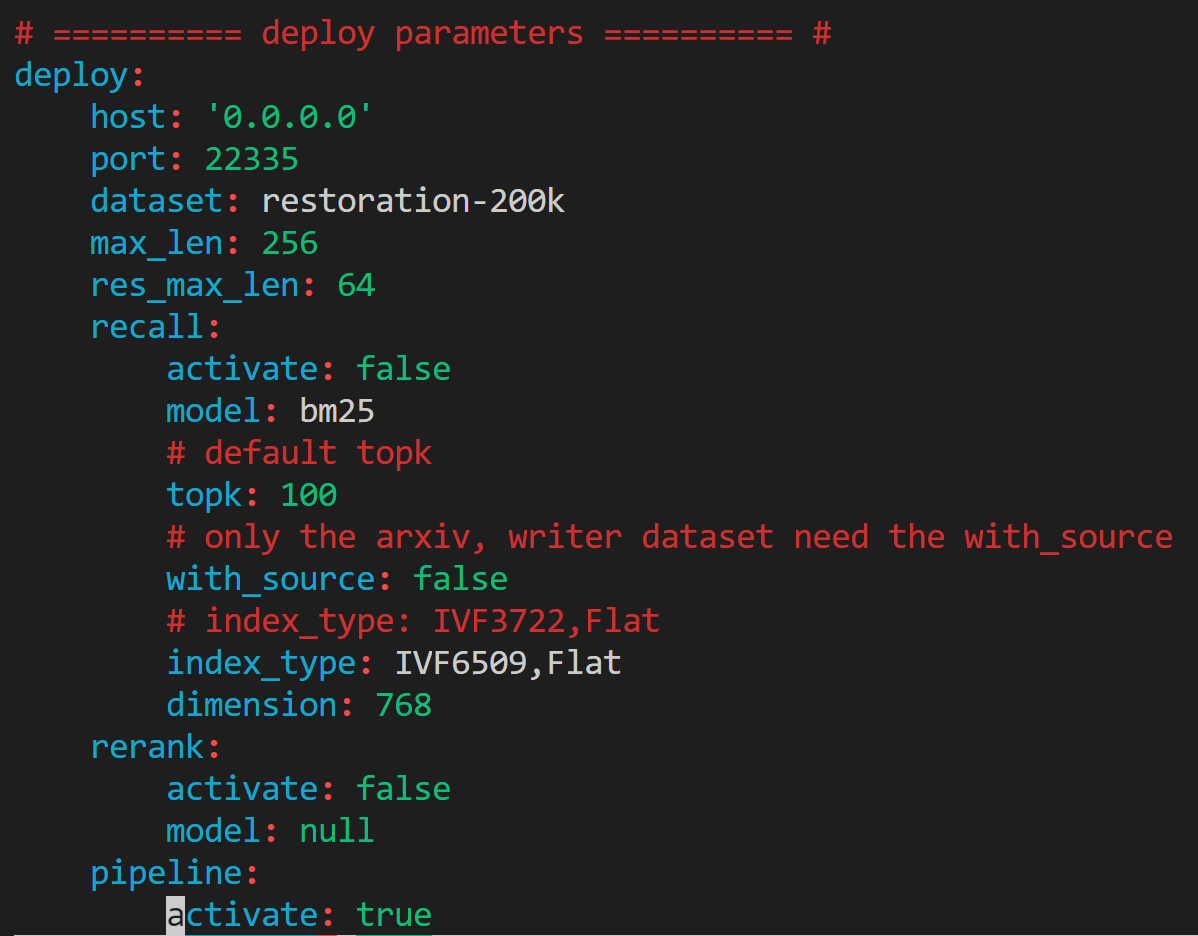 # ========== deploy parameters ========== #
deploy:
    host: '0.0.0.0'
    port: 22335
    dataset: restoration-200k
    max_len: 256
    res_max_len: 64
    recall:
        activate: false
        model: bm25
        # default topk
        topk: 100
        # only the arxiv, writer dataset need the with_source
        with_source: false
        # index_type: IVF3722,Flat
        index_type: IVF6509,Flat
        dimension: 768
    rerank:
        activate: false
        model: null
    pipeline:
        activate: true